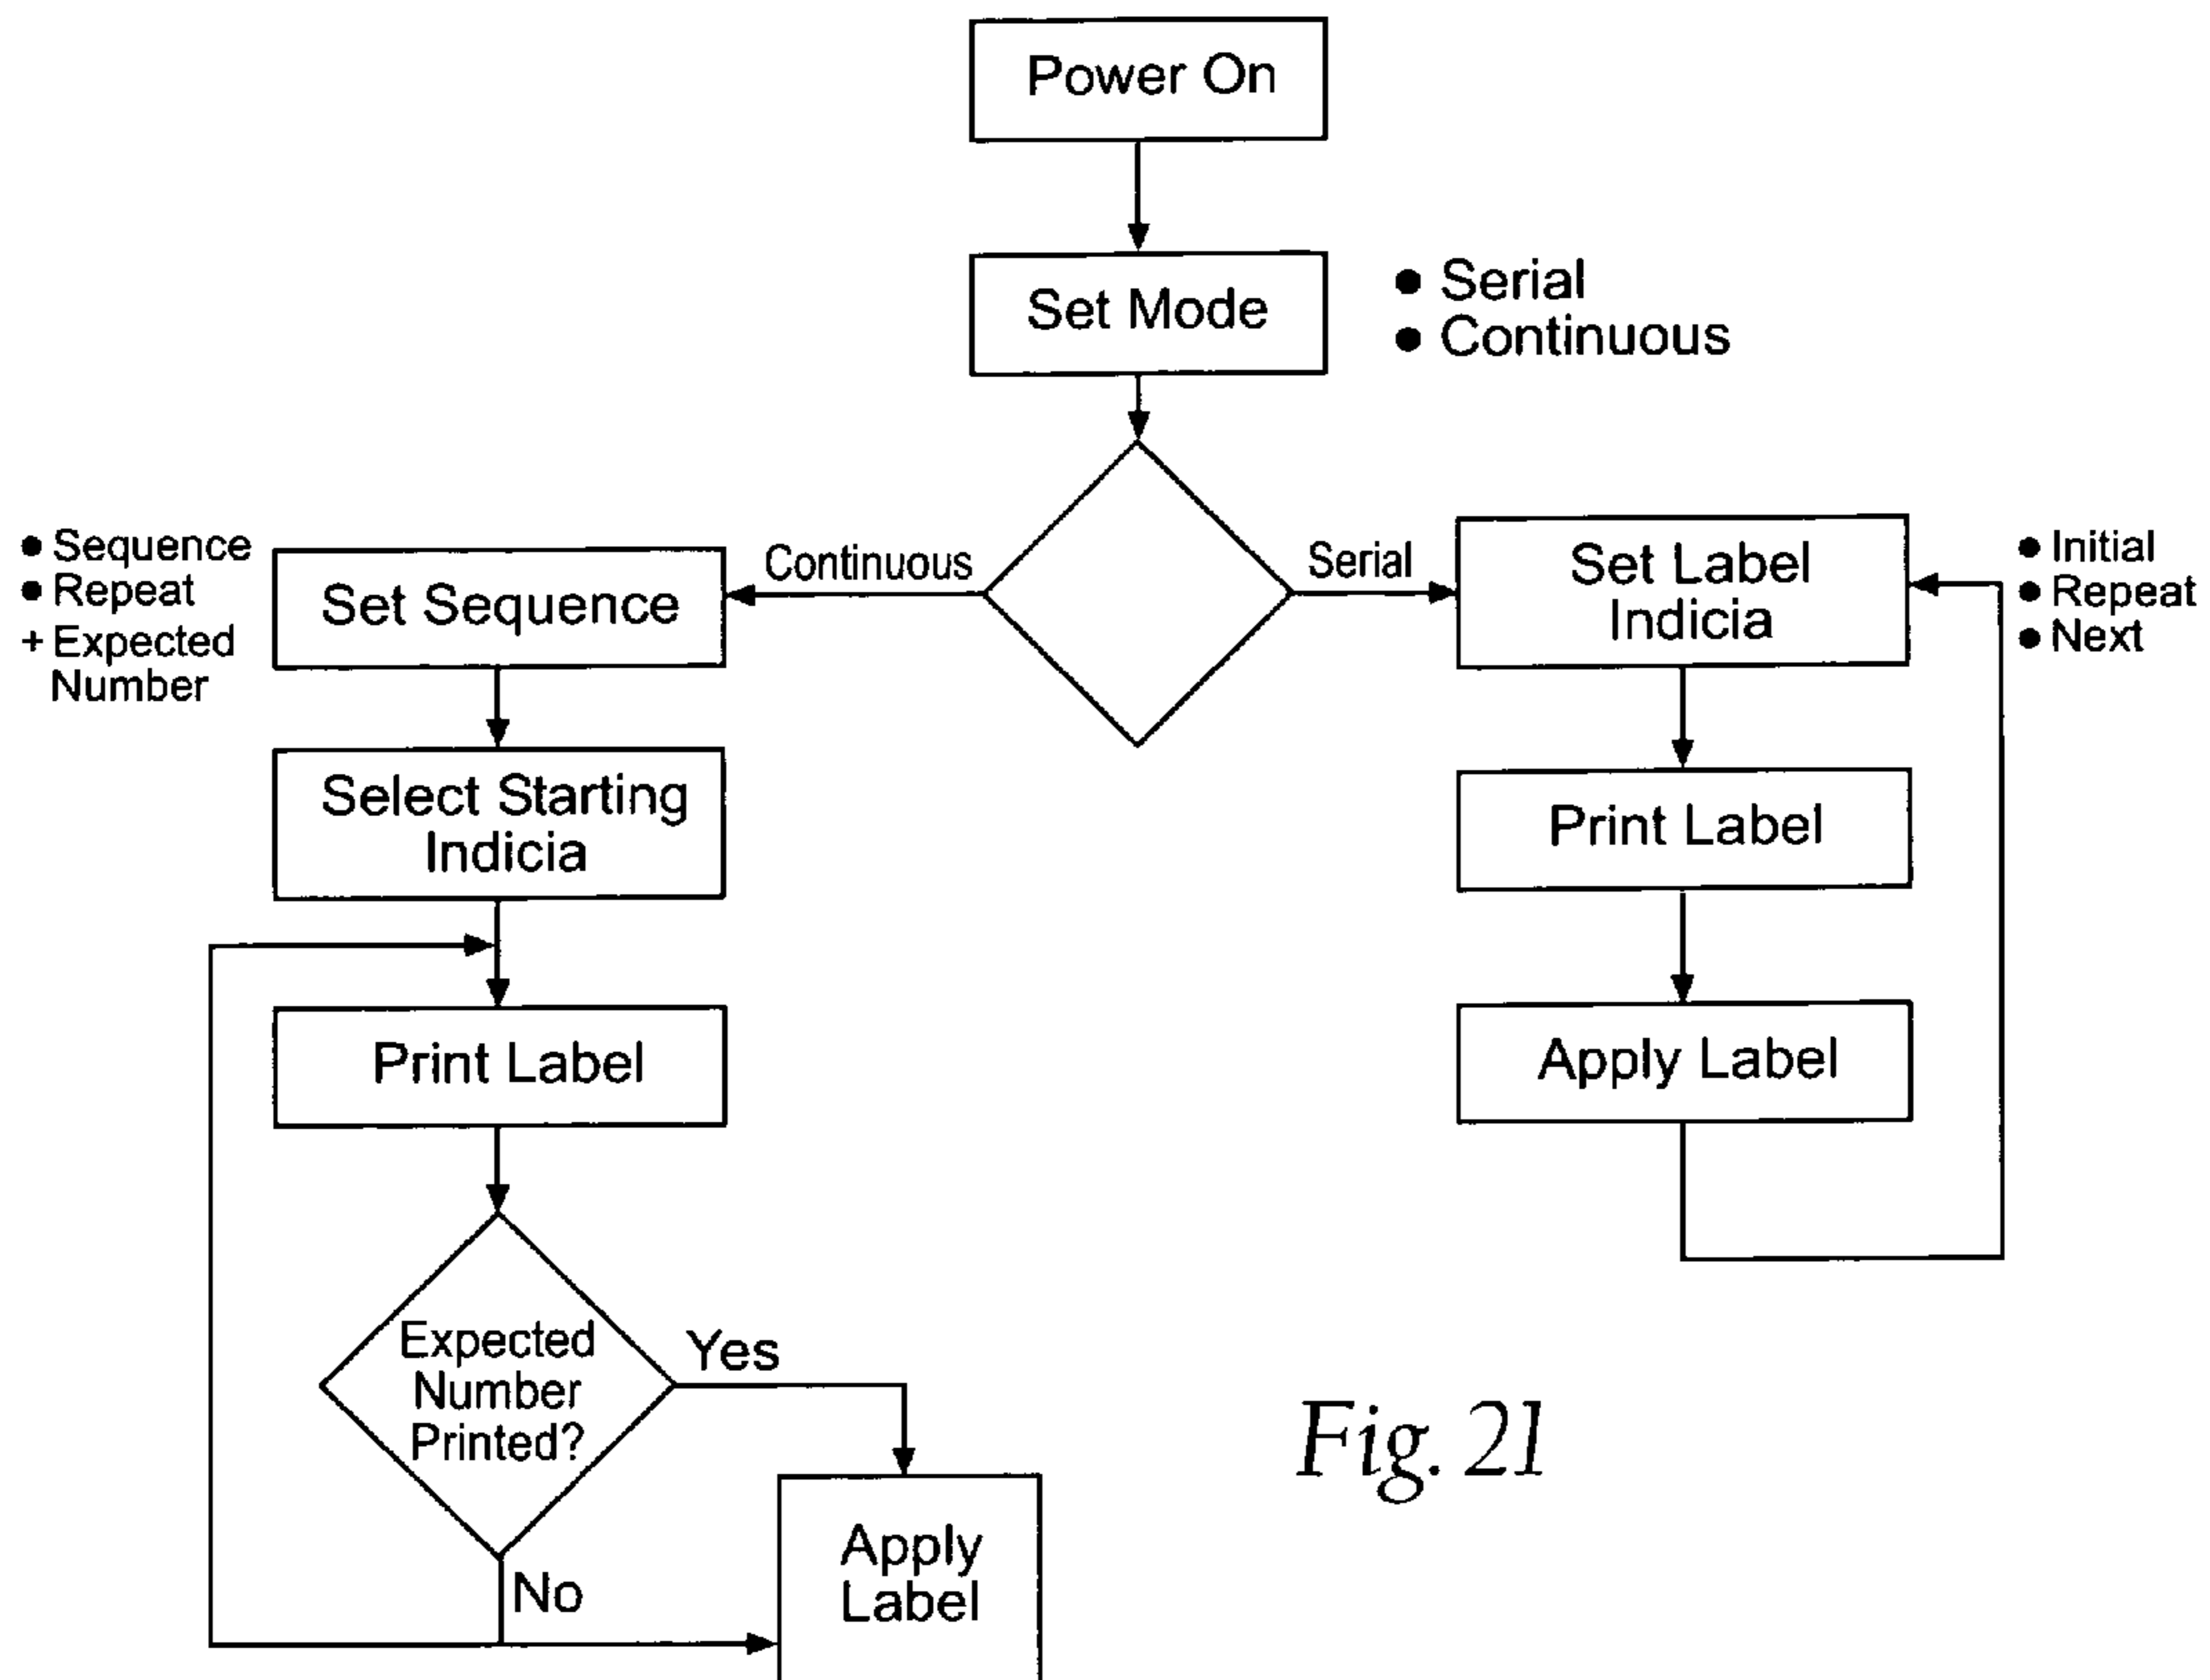 Power On
Set Mode
● Serial
● Continuous
● Sequence
● Repeat
+ Expected
Number
Set Sequence
Continuous
Serial
Set Label
Indicia
● Initial
● Repeat
● Next
Select Starting
Indicia
Print Label
Print Label
Apply Label
Expected
Number
Printed?
Yes
No
Apply
Label
Fig. 21